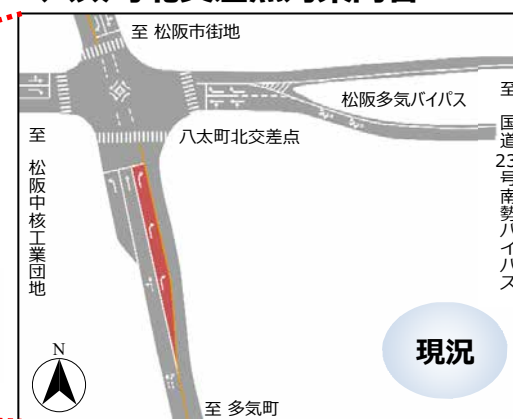 至 松阪市街地
松阪多気バイパス
八太町北交差点
至 松阪中核工業団地
至 国道23号南勢バイパス
現況
N
至 多気町